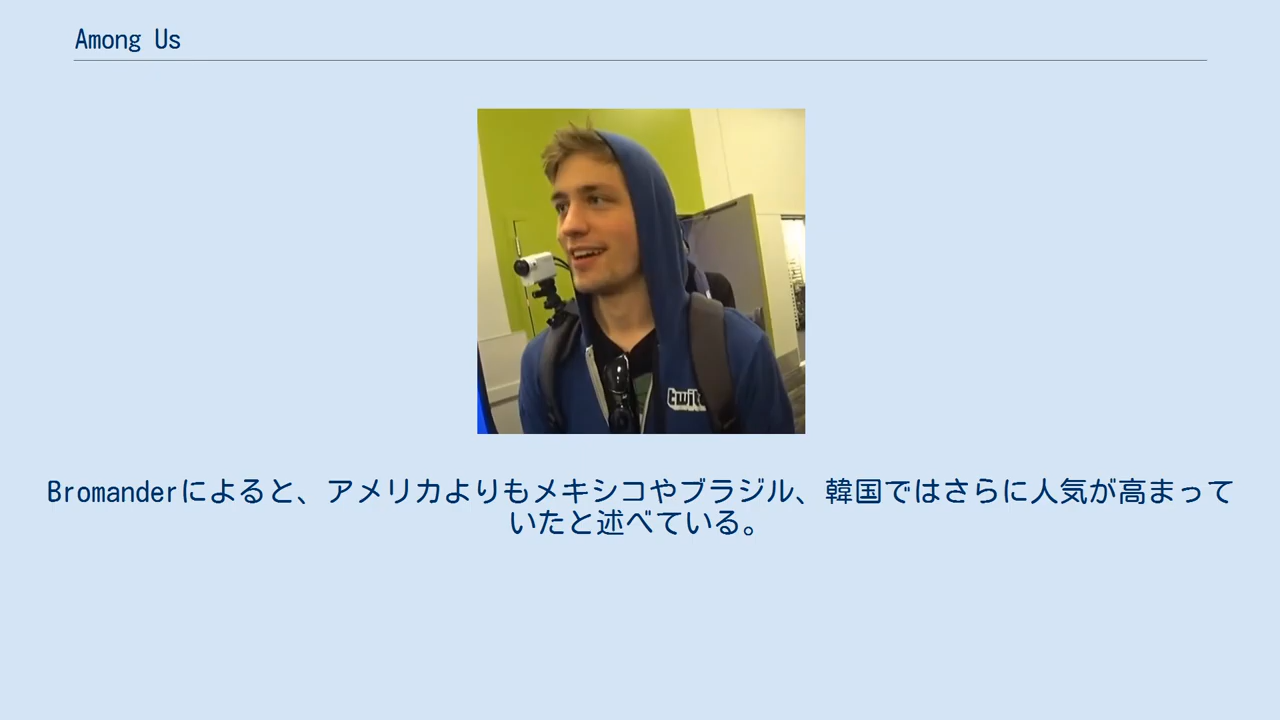 Among Us
twitc
Bromanderによると、アメリカよりもメキシコやブラジル、韓国ではさらに人気が高まって
いたと述べている。